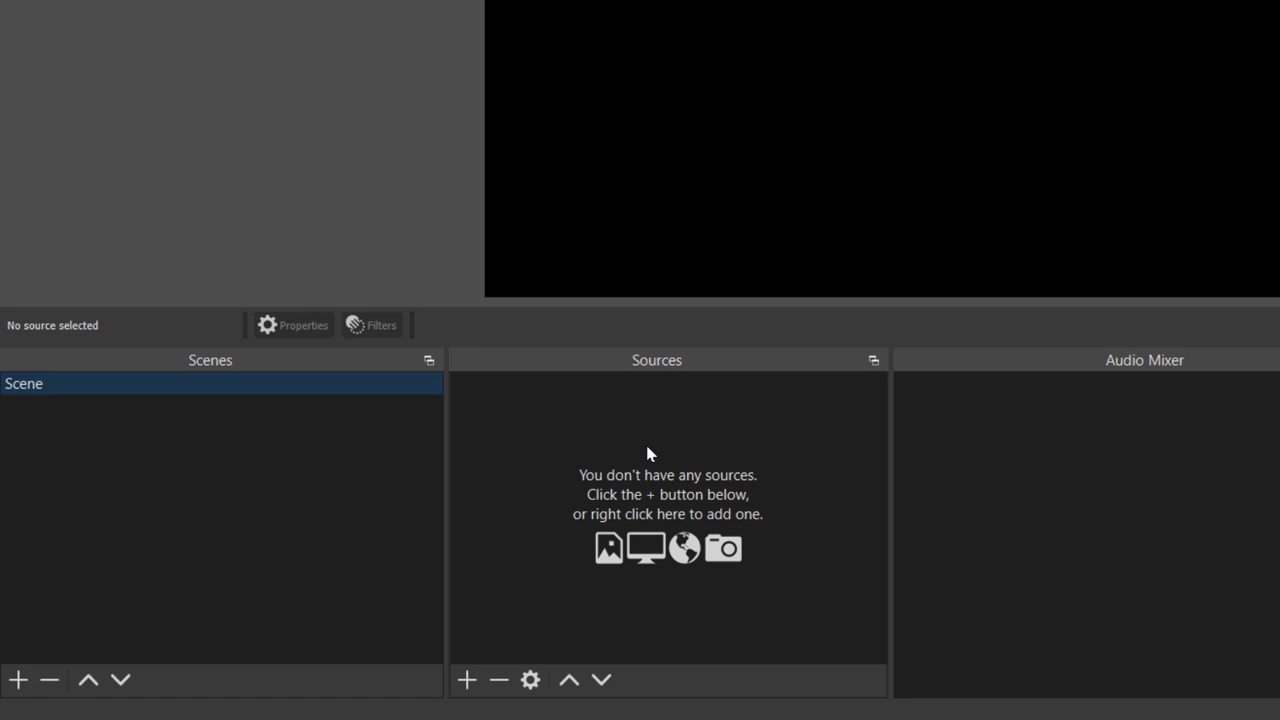 No source selected
Properties
Filters
Scenes
Sources
Audio Mixer
Scene
You don't have any sources.
Click the + button below,
or right click here to add one.